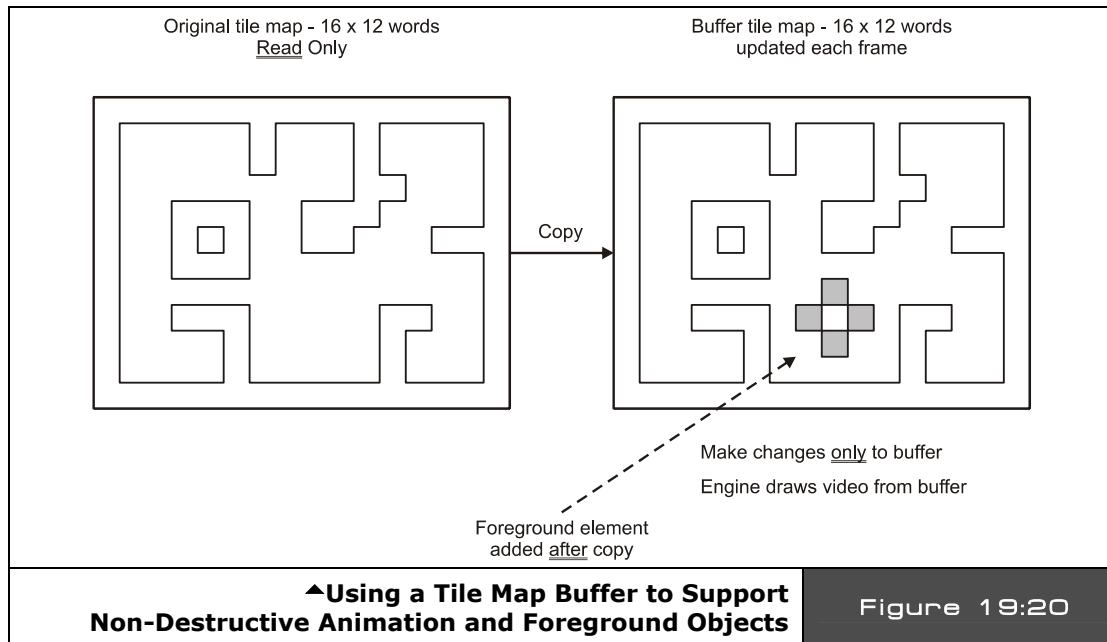 Original tile map - 16 x 12 words
Read Only
Buffer tile map - 16 x 12 words
updated each frame
Copy
Make changes only to buffer
Engine draws video from buffer
Foreground element
added after copy
▲Using a Tile Map Buffer to Support
Non-Destructive Animation and Foreground Objects
Figure 19:20